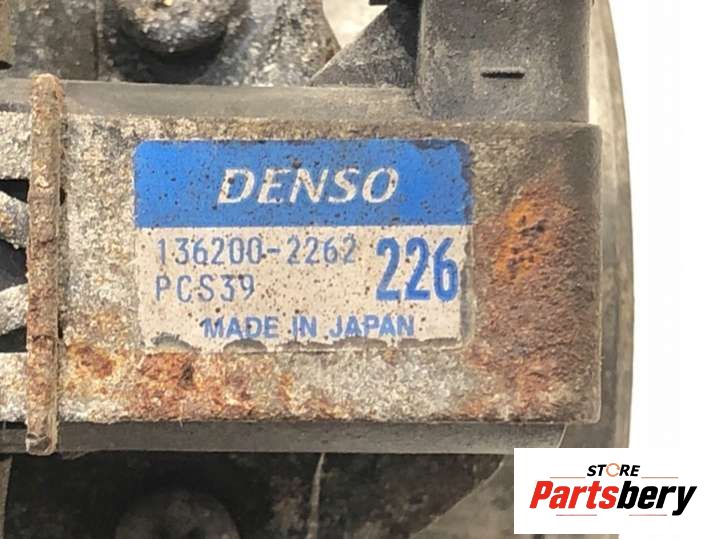 DENSO
136200-2262
226
PCS39
MADE IN JAPAN
STORE
Partsbery